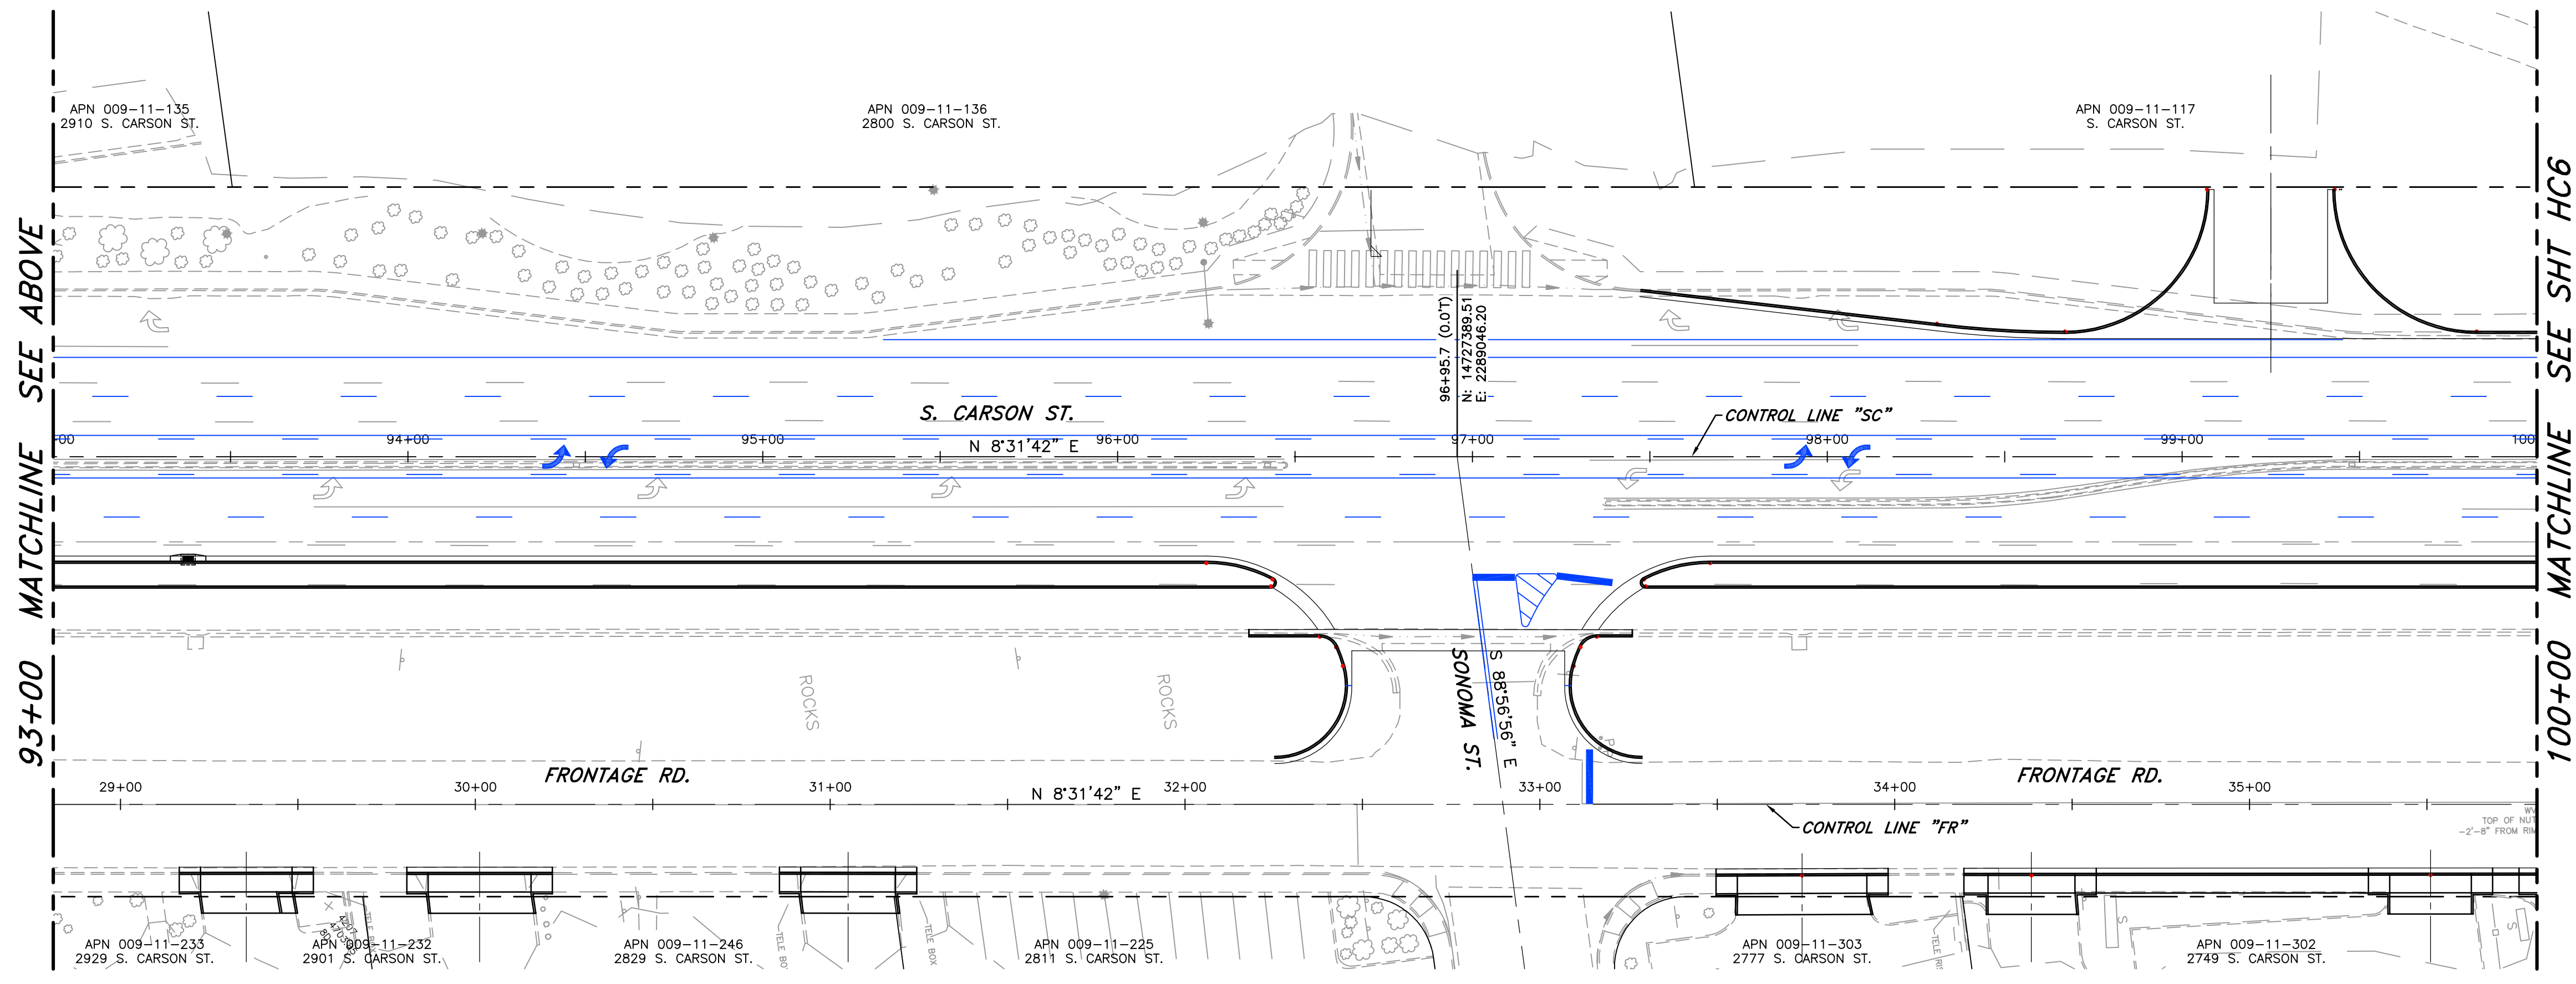 APN 009-11-135
2910 S. CARSON ST.
APN 009-11-136
2800 S. CARSON ST.
APN 009-11-117
S. CARSON ST.
93+00 MATCHLINE SEE ABOVE
100+00 MATCHLINE SEE SHT HC6
96+95.7 (0.0'T)
N: 14727389.51
E: 2289046.20
S. CARSON ST.
CONTROL LINE "SC"
+00
94+00
95+00
96+00
97+00
98+00
99+00
100
N 8°31'42" E
ROCKS
ROCKS
SONOMA ST.
S 88°56'56" E
FRONTAGE RD.
FRONTAGE RD.
29+00
30+00
31+00
32+00
33+00
34+00
35+00
N 8°31'42" E
CONTROL LINE "FR"
WV
TOP OF NUT
-2'-8" FROM RIM
TELE BOX
TELE BOX
APN 009-11-233
2929 S. CARSON ST.
APN 009-11-232
2901 S. CARSON ST.
APN 009-11-246
2829 S. CARSON ST.
APN 009-11-225
2811 S. CARSON ST.
APN 009-11-303
2777 S. CARSON ST.
APN 009-11-302
2749 S. CARSON ST.
S
S